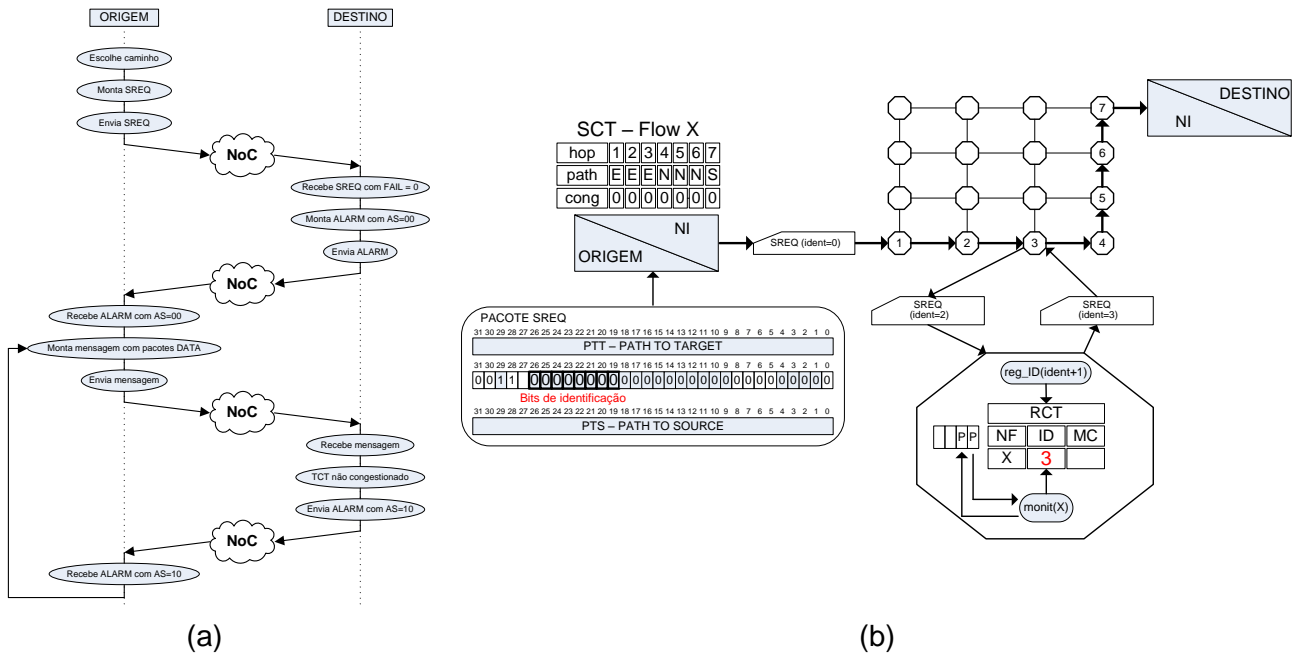 ORIGEM
DESTINO
Escolhe caminho
Monta SREQ
Envia SREQ
NoC
Recebe SREQ com FAIL = 0
Monta ALARM com AS=00
Envia ALARM
NoC
Recebe ALARM com AS=00
Monta mensagem com pacotes DATA
Envia mensagem
NoC
Recebe mensagem
TCT não congestionado
Envia ALARM com AS=10
NoC
Recebe ALARM com AS=10
(a)
SCT – Flow X
hop 1 2 3 4 5 6 7
path E E E N N N S
cong 0 0 0 0 0 0 0
NI
ORIGEM
SREQ (ident=0)
1
2
3
4
5
6
7
DESTINO
NI
PACOTE SREQ
31 30 29 28 27 26 25 24 23 22 21 20 19 18 17 16 15 14 13 12 11 10 9 8 7 6 5 4 3 2 1 0
PTT – PATH TO TARGET
31 30 29 28 27 26 25 24 23 22 21 20 19 18 17 16 15 14 13 12 11 10 9 8 7 6 5 4 3 2 1 0
0 0 1 1 0 0 0 0 0 0 0 0 0 0 0 0 0 0 0 0 0 0 0 0 0 0 0 0 0 0 0
Bits de identificação
31 30 29 28 27 26 25 24 23 22 21 20 19 18 17 16 15 14 13 12 11 10 9 8 7 6 5 4 3 2 1 0
PTS – PATH TO SOURCE
SREQ
(ident=2)
SREQ
(ident=3)
reg_ID(ident+1)
RCT
NF ID MC
X 3
P P
monit(X)
(b)